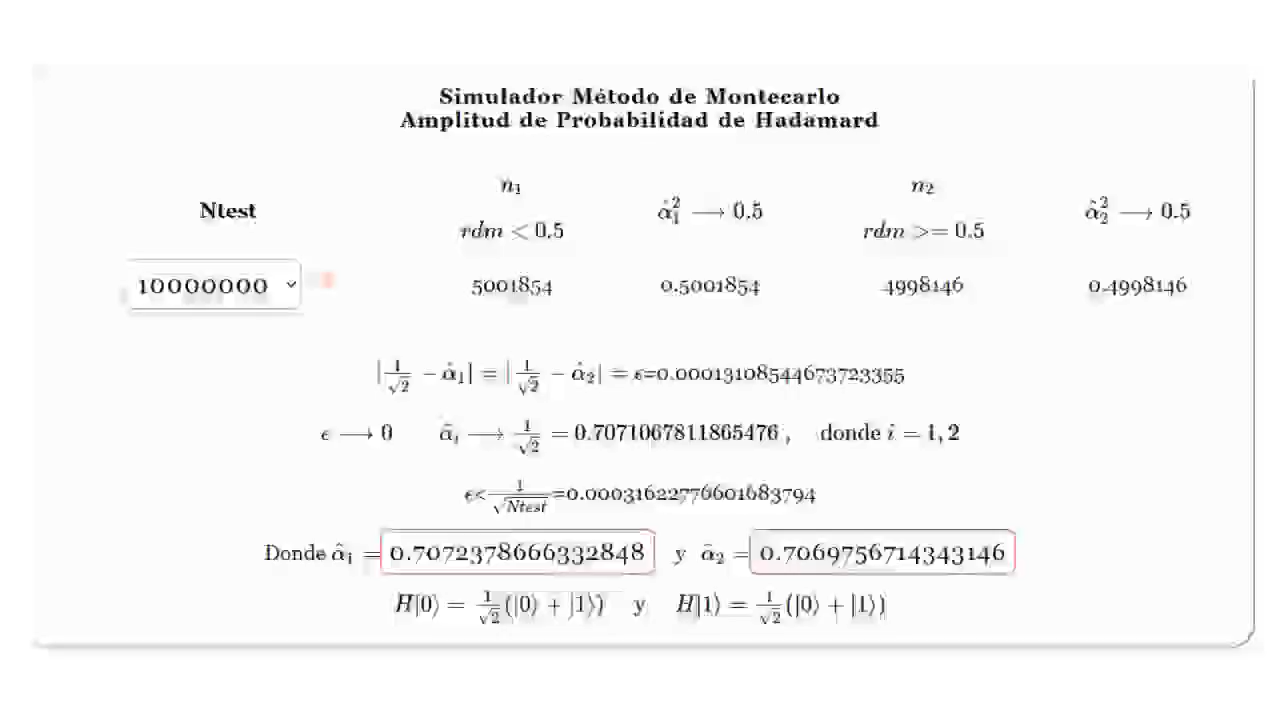 Simulador Método de Montecarlo
Amplitud de Probabilidad de Hadamard
Ntest
n₁
rdm < 0.5
α̂₁² ⟶ 0.5
n₂
rdm >= 0.5
α̂₂² ⟶ 0.5
10000000
5001854
0.5001854
4998146
0.4998146
|1/√2 − α̂₁| = |1/√2 − α̂₂| = ϵ=0.00013108544673723355
ϵ ⟶ 0 α̂ᵢ ⟶ 1/√2 = 0.7071067811865476 , donde i = 1, 2
ϵ<1/√Ntest=0.00031622776601683794
Donde α̂₁ = 0.7072378666332848 y α̂₂ = 0.7069756714343146
H|0⟩ = 1/√2(|0⟩ + |1⟩) y H|1⟩ = 1/√2(|0⟩ + |1⟩)